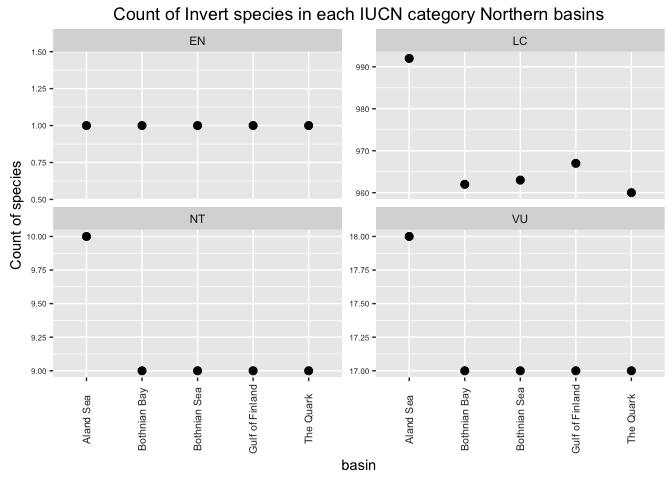 Count of Invert species in each IUCN category Northern basins
EN
LC
1.50
1.25
1.00
0.75
0.50
990
980
970
960
Count of species
NT
VU
10.00
9.75
9.50
9.25
9.00
18.00
17.75
17.50
17.25
17.00
Aland Sea
Bothnian Bay
Bothnian Sea
Gulf of Finland
The Quark
Aland Sea
Bothnian Bay
Bothnian Sea
Gulf of Finland
The Quark
basin